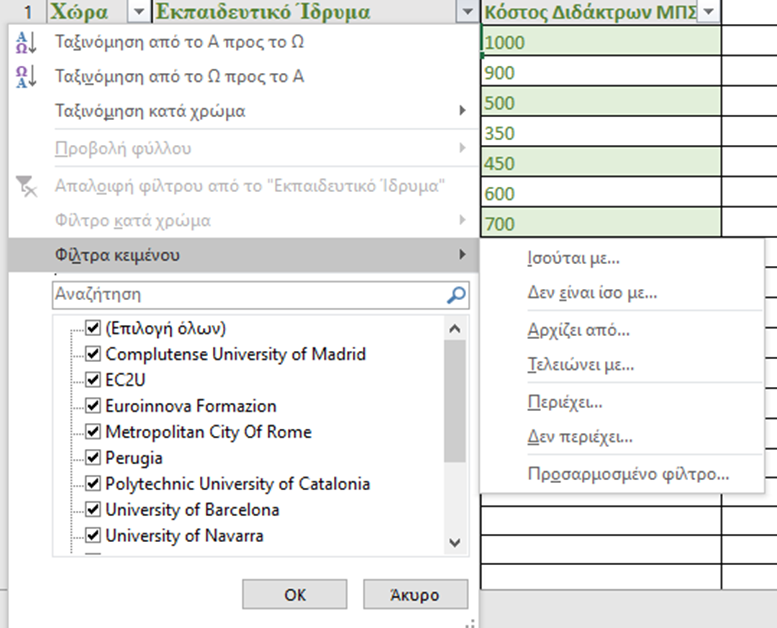 1 Χώρα Εκπαιδευτικό Ίδρυμα Κόστος Διδάκτρων ΜΠΣ
Ταξινόμηση από το Α προς το Ω
Ταξινόμηση από το Ω προς το Α
Ταξινόμηση κατά χρώμα
Προβολή φύλλου
Απαλοιφή φίλτρου από το "Εκπαιδευτικό Ίδρυμα"
Φίλτρο κατά χρώμα
Φίλτρα κειμένου
Αναζήτηση
(Επιλογή όλων)
Complutense University of Madrid
EC2U
Euroinnova Formazion
Metropolitan City Of Rome
Perugia
Polytechnic University of Catalonia
University of Barcelona
University of Navarra
OK Άκυρο
1000
900
500
350
450
600
700
Ισούται με...
Δεν είναι ίσο με...
Αρχίζει από...
Τελειώνει με...
Περιέχει...
Δεν περιέχει...
Προσαρμοσμένο φίλτρο...